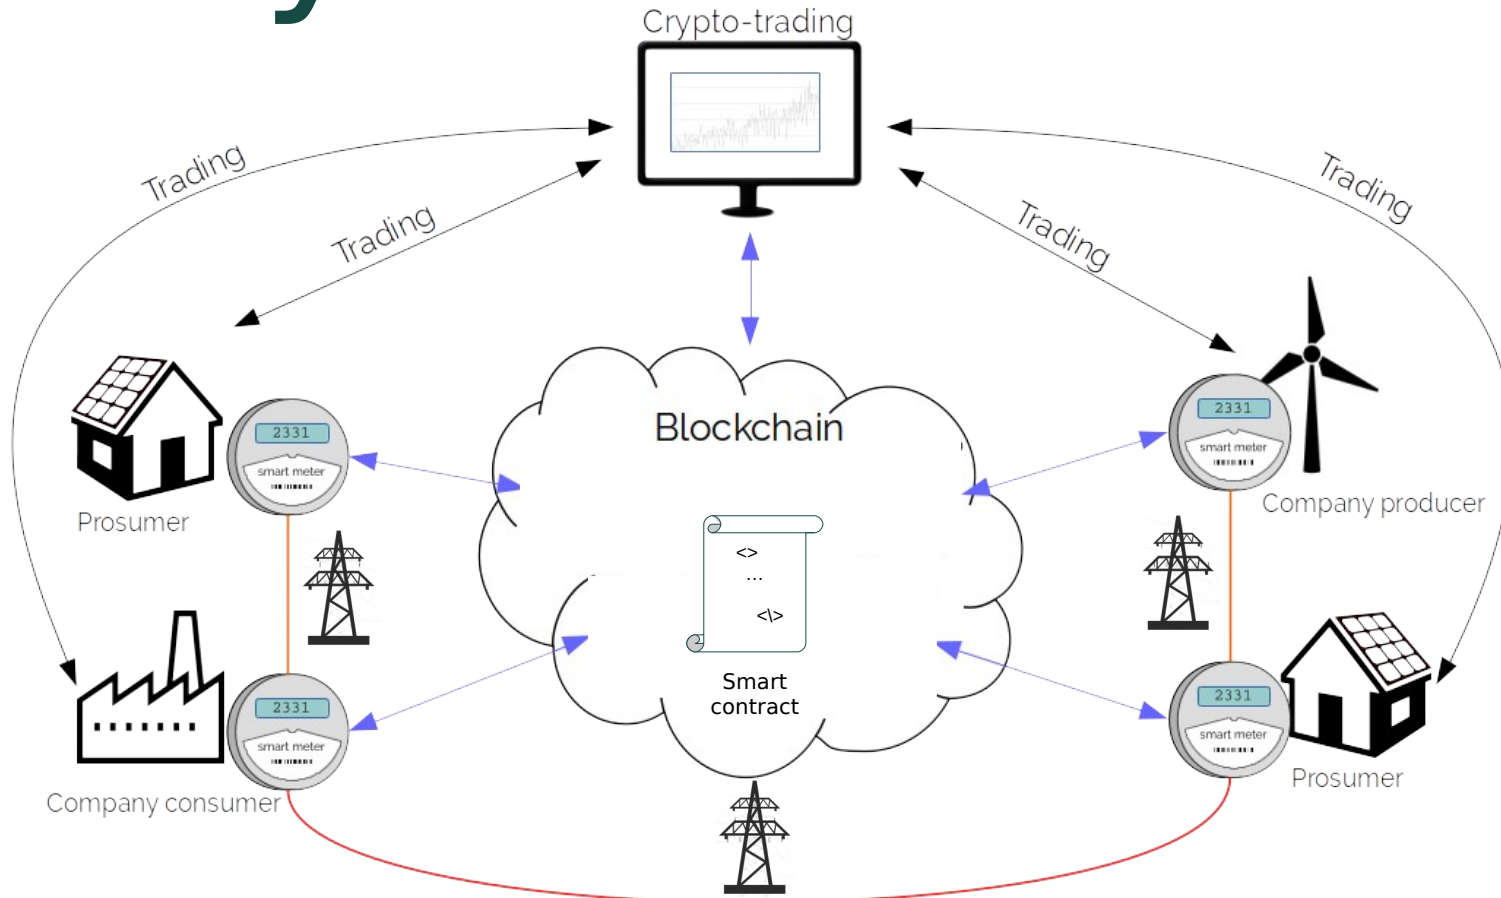 Crypto-trading
Trading
Trading
Trading
Trading
Blockchain
2331
smart meter
Prosumer
2331
smart meter
Company producer
<>
...
<\>
Smart
contract
2331
smart meter
Company consumer
2331
smart meter
Prosumer